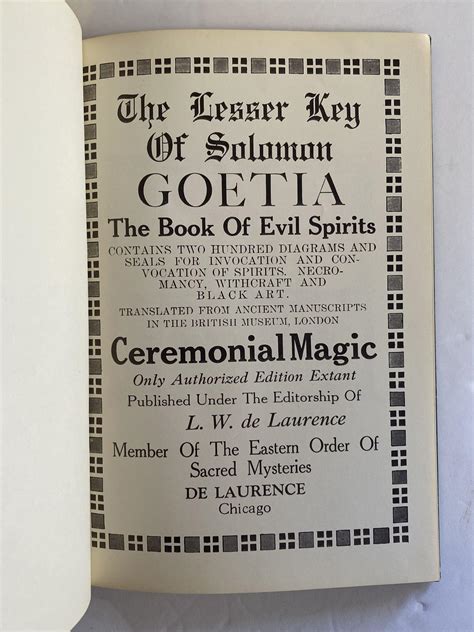 The Lesser Key
Of Solomon
GOETIA
The Book Of Evil Spirits
CONTAINS TWO HUNDRED DIAGRAMS AND
SEALS FOR INVOCATION AND CON-
VOCATION OF SPIRITS. NECRO-
MANCY, WITHCRAFT AND
BLACK ART.
TRANSLATED FROM ANCIENT MANUSCRIPTS
IN THE BRITISH MUSEUM, LONDON
Ceremonial Magic
Only Authorized Edition Extant
Published Under The Editorship Of
L. W. de Laurence
Member Of The Eastern Order Of
Sacred Mysteries
DE LAURENCE
Chicago